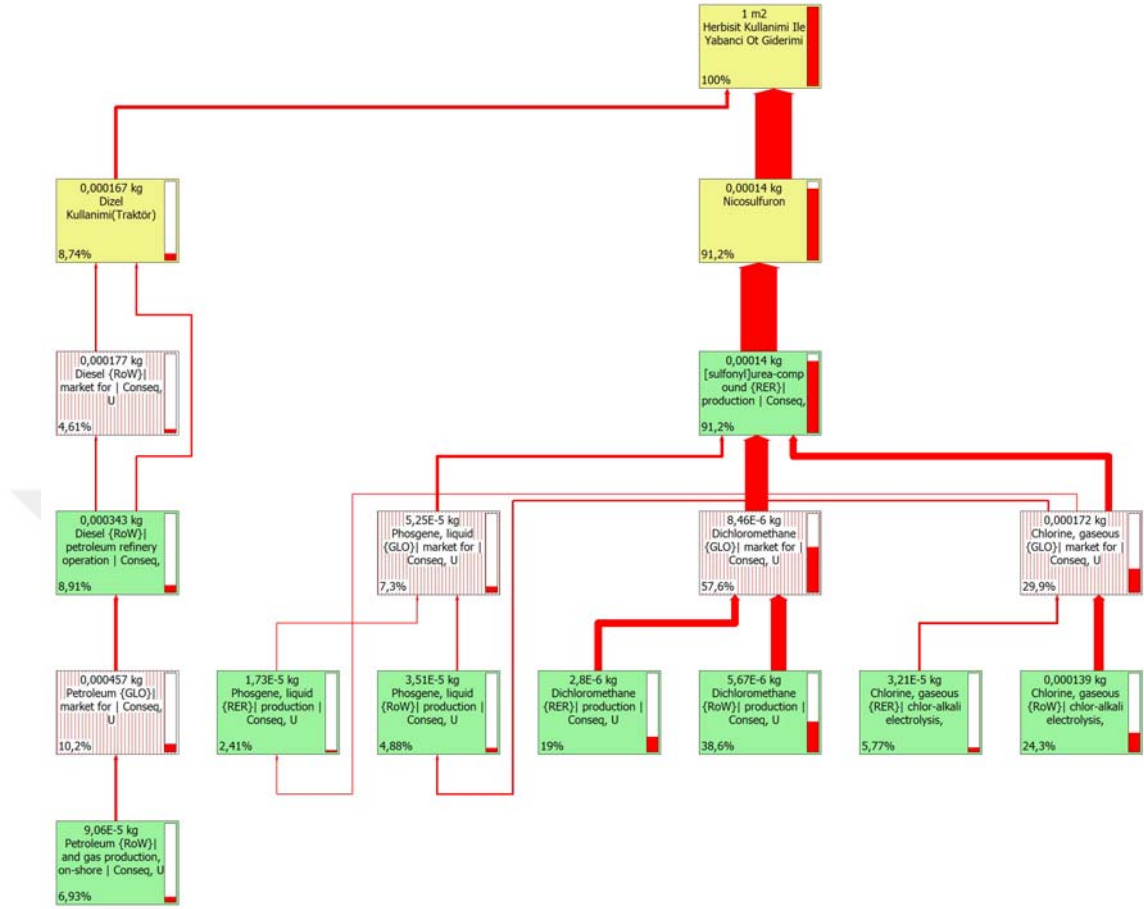 1 m2
Herbisit Kullanimi Ile
Yabanci Ot Giderimi
100%
0,000167 kg
Dizel
Kullanimi(Traktör)
8,74%
0,00014 kg
Nicosulfuron
91,2%
0,000177 kg
Diesel {RoW}|
market for | Conseq,
U
4,61%
0,00014 kg
[sulfonyl]urea-comp
ound {RER}|
production | Conseq,
91,2%
0,000343 kg
Diesel {RoW}|
petroleum refinery
operation | Conseq,
8,91%
5,25E-5 kg
Phosgene, liquid
{GLO}| market for |
Conseq, U
7,3%
8,46E-6 kg
Dichloromethane
{GLO}| market for |
Conseq, U
57,6%
0,000172 kg
Chlorine, gaseous
{GLO}| market for |
Conseq, U
29,9%
0,000457 kg
Petroleum {GLO}|
market for | Conseq,
U
10,2%
1,73E-5 kg
Phosgene, liquid
{RER}| production |
Conseq, U
2,41%
3,51E-5 kg
Phosgene, liquid
{RoW}| production |
Conseq, U
4,88%
2,8E-6 kg
Dichloromethane
{RER}| production |
Conseq, U
19%
5,67E-6 kg
Dichloromethane
{RoW}| production |
Conseq, U
38,6%
3,21E-5 kg
Chlorine, gaseous
{RER}| chlor-alkali
electrolysis,
5,77%
0,000139 kg
Chlorine, gaseous
{RoW}| chlor-alkali
electrolysis,
24,3%
9,06E-5 kg
Petroleum {RoW}|
and gas production,
on-shore | Conseq, U
6,93%